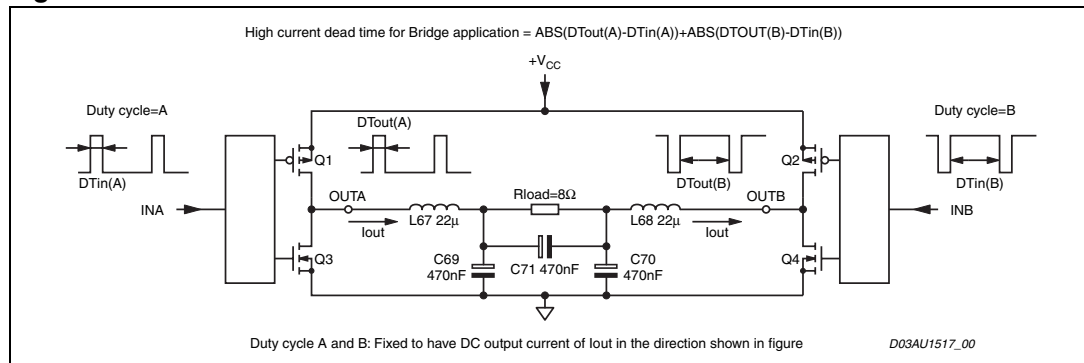 High current dead time for Bridge application = ABS(DTout(A)-DTin(A))+ABS(DTOUT(B)-DTin(B))
+VCC
Duty cycle=A
Duty cycle=B
DTout(A)
DTout(B)
DTin(A)
DTin(B)
Q1
Q2
INA
INB
OUTA
OUTB
Rload=8Ω
Iout
Iout
L67 22µ
L68 22µ
Q3
Q4
C69
470nF
C71 470nF
C70
470nF
Duty cycle A and B: Fixed to have DC output current of Iout in the direction shown in figure
D03AU1517_00